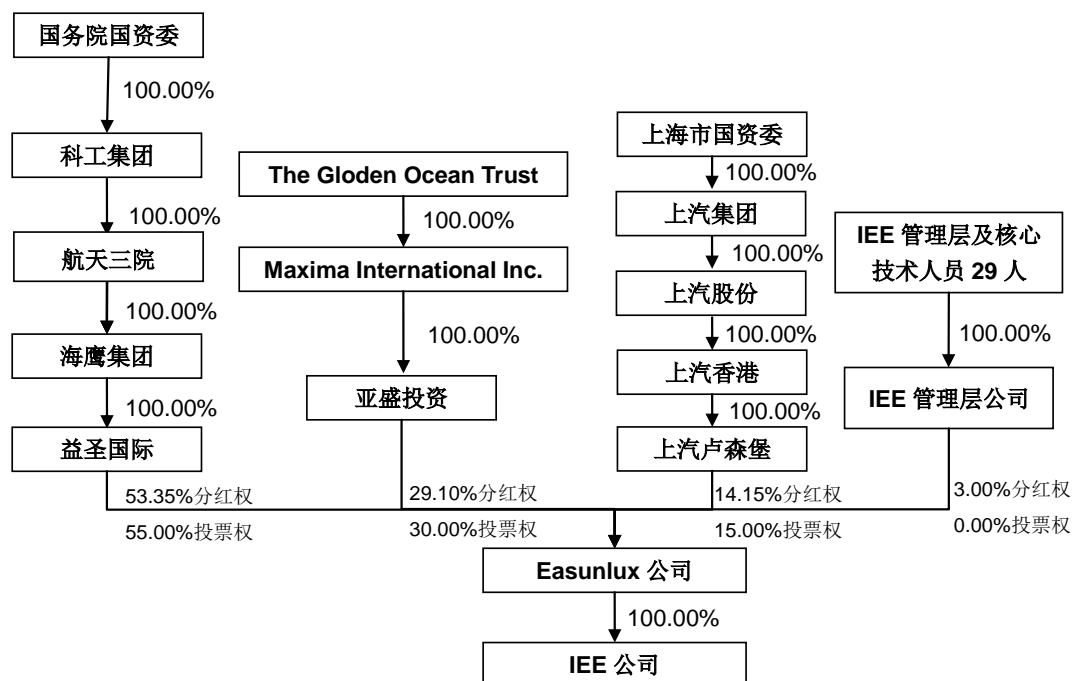 国务院国资委
100.00%
科工集团
100.00%
航天三院
100.00%
海鹰集团
100.00%
益圣国际
53.35%分红权
55.00%投票权
The Gloden Ocean Trust
100.00%
Maxima International Inc.
100.00%
亚盛投资
29.10%分红权
30.00%投票权
上海市国资委
100.00%
上汽集团
100.00%
上汽股份
100.00%
上汽香港
100.00%
上汽卢森堡
14.15%分红权
15.00%投票权
IEE 管理层及核心
技术人员 29 人
100.00%
IEE 管理层公司
3.00%分红权
0.00%投票权
Easunlux 公司
100.00%
IEE 公司